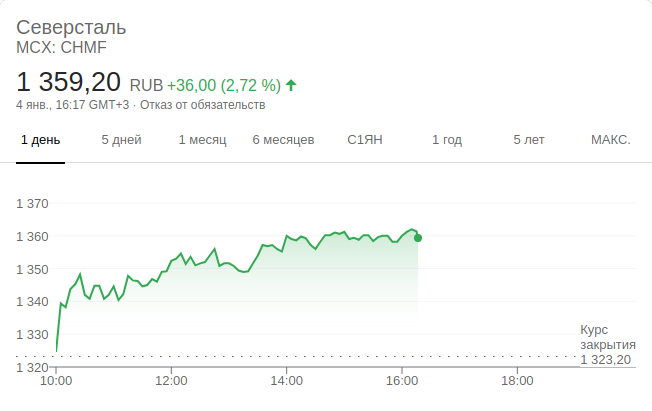 Северсталь
MCX: CHMF
1 359,20 RUB +36,00 (2,72 %)
4 янв., 16:17 GMT+3 · Отказ от обязательств
1 день 5 дней 1 месяц 6 месяцев С1ЯН 1 год 5 лет МАКС.
1 370
1 360
1 350
1 340
1 330
1 320
Курс
закрытия
1 323,20
10:00 12:00 14:00 16:00 18:00